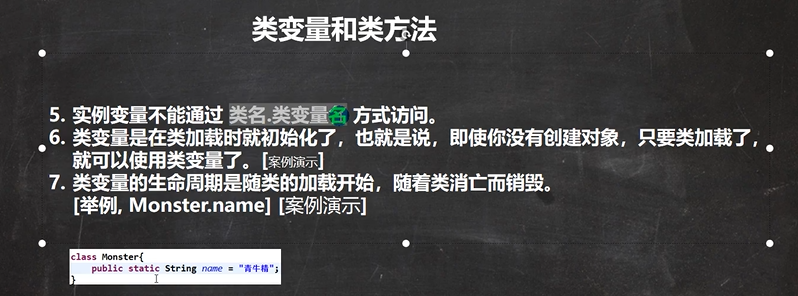 类变量和类方法
5. 实例变量不能通过 类名.类变量名 方式访问。
6. 类变量是在类加载时就初始化了，也就是说，即使你没有创建对象，只要类加载了，
就可以使用类变量了。[案例演示]
7. 类变量的生命周期是随类的加载开始，随着类消亡而销毁。
[举例, Monster.name] [案例演示]
class Monster{
public static String name = "青牛精";
}